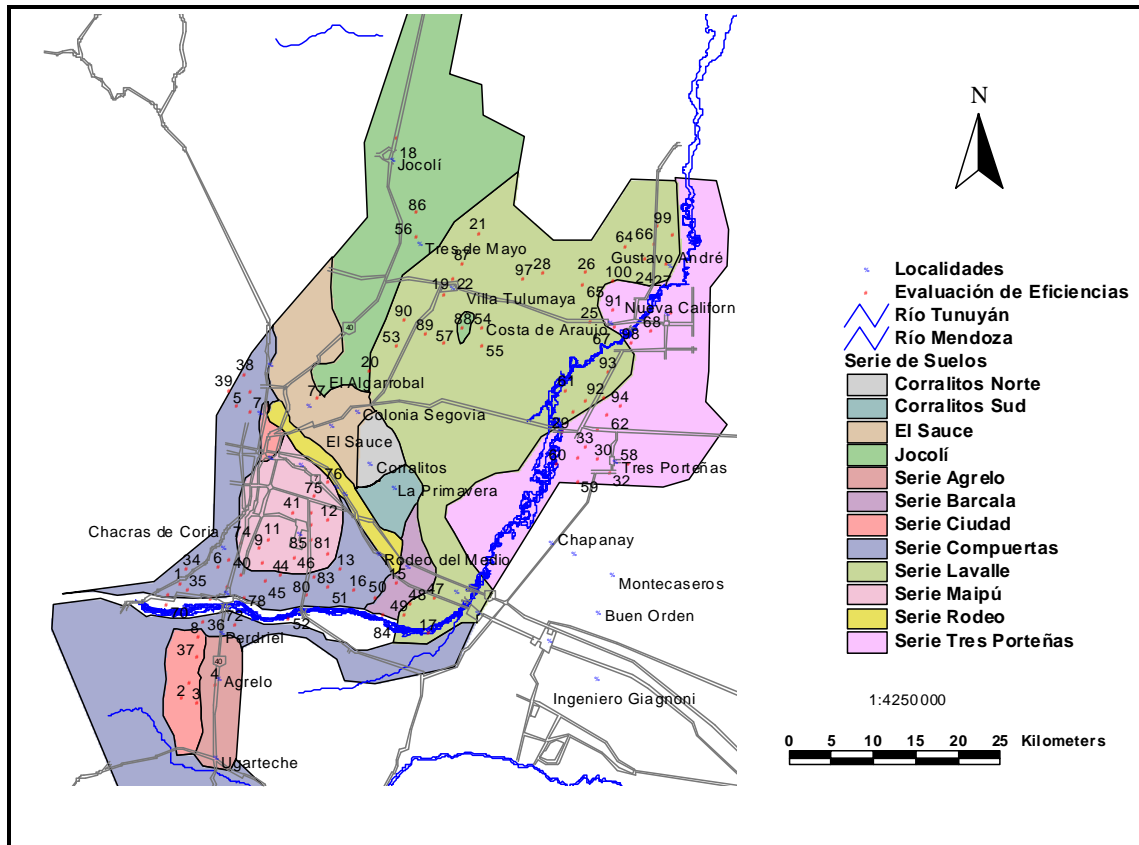 N
18
Jocolí
86
56
Tres de Mayo
21
87
19
22
Villa Tulumaya
97
28
26
64
66
99
Gustavo André
100
24
27
65
91
Nueva Californ
25
68
67
98
90
89
88
54
Costa de Araujo
53
57
55
40
20
El Algarrobal
77
38
39
5
7
Colonia Segovia
El Sauce
Corralitos
La Primavera
93
92
94
62
33
30
58
Tres Porteñas
32
59
76
75
41
12
Chacras de Coria
74
11
9
85
81
34
6
40
1
35
44
46
13
45
80
83
16
51
50
15
Rodeo del Medio
48
47
49
17
84
78
70
36
72
52
8
Perdriel
37
40
4
Agrelo
2
3
Ugarteche
Chapanay
Montecaseros
Buen Orden
Ingeniero Giagnoni
Localidades
Evaluación de Eficiencias
Río Tunuyán
Río Mendoza
Serie de Suelos
Corralitos Norte
Corralitos Sud
El Sauce
Jocolí
Serie Agrelo
Serie Barcala
Serie Ciudad
Serie Compuertas
Serie Lavalle
Serie Maipú
Serie Rodeo
Serie Tres Porteñas
1:4250000
0 5 10 15 20 25 Kilometers